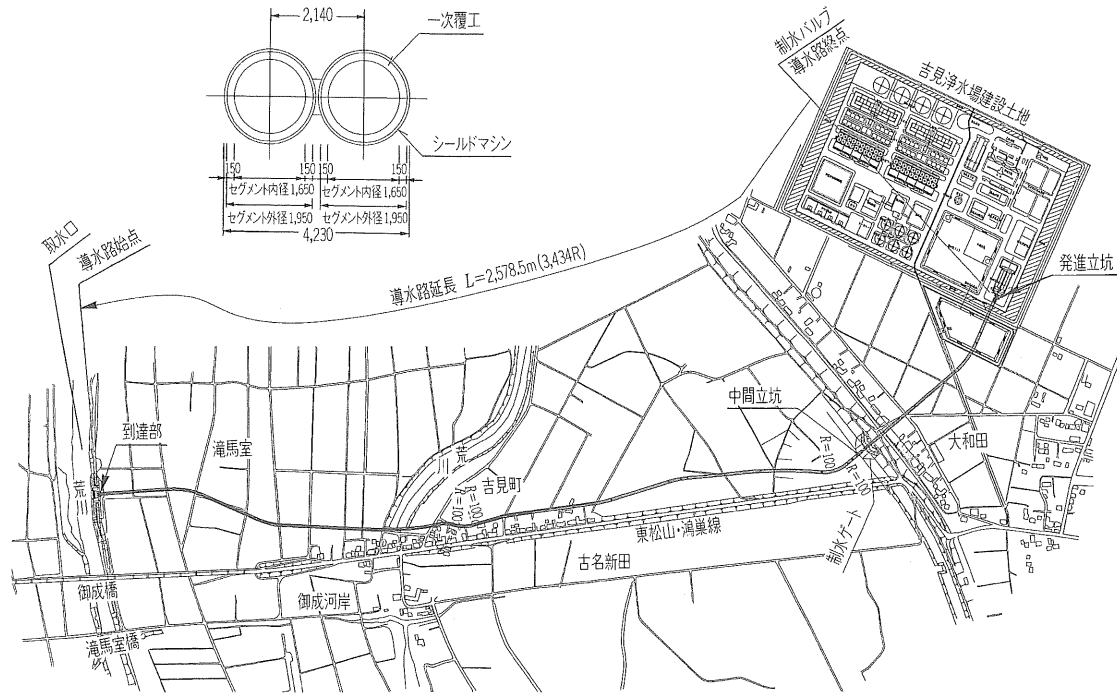 2,140
一次覆工
シールドマシン
150
150
150
150
セグメント内径1,650
セグメント内径1,650
セグメント外径1,950
セグメント外径1,950
4,230
制水バルブ
導水路終点
吉見浄水場建設土地
発進立坑
取水口
導水路始点
導水路延長 L=2,578.5m(3,434R)
到達部
滝馬室
荒川
荒川
吉見町
R=100
R=100
中間立坑
R=100
R=100
大和田
制水ゲート
東松山・鴻巣線
古名新田
御成橋
御成河岸
滝馬室橋